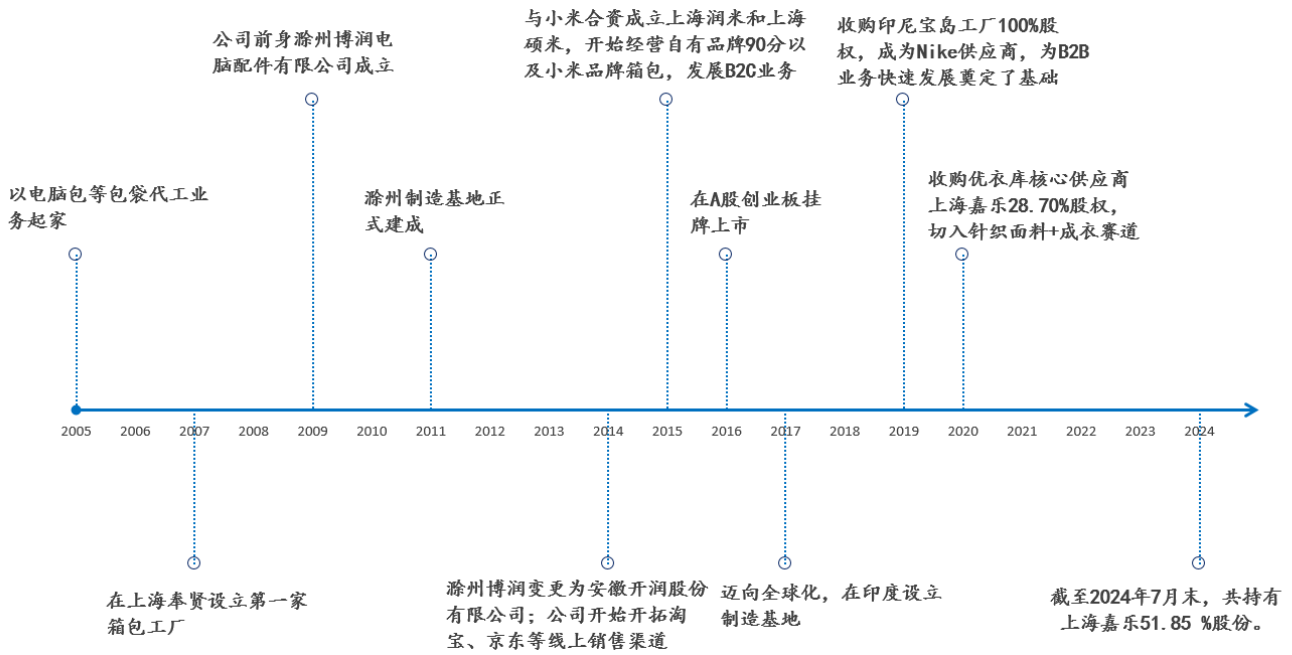 公司前身滁州博润电
脑配件有限公司成立
与小米合资成立上海润米和上海
硕米，开始经营自有品牌90分以
及小米品牌箱包，发展B2C业务
收购印尼宝岛工厂100%股
权，成为Nike供应商，为B2B
业务快速发展奠定了基础
以电脑包等包袋代工业
务起家
滁州制造基地正
式建成
在A股创业板挂
牌上市
收购优衣库核心供应商
上海嘉乐28.70%股权，
切入针织面料+成衣赛道
2005 2006 2007 2008 2009 2010 2011 2012 2013 2014 2015 2016 2017 2018 2019 2020 2021 2022 2023 2024
在上海奉贤设立第一家
箱包工厂
滁州博润变更为安徽开润股份
有限公司；公司开始开拓淘
宝、京东等线上销售渠道
迈向全球化，在印度设立
制造基地
截至2024年7月末，共持有
上海嘉乐51.85 %股份。